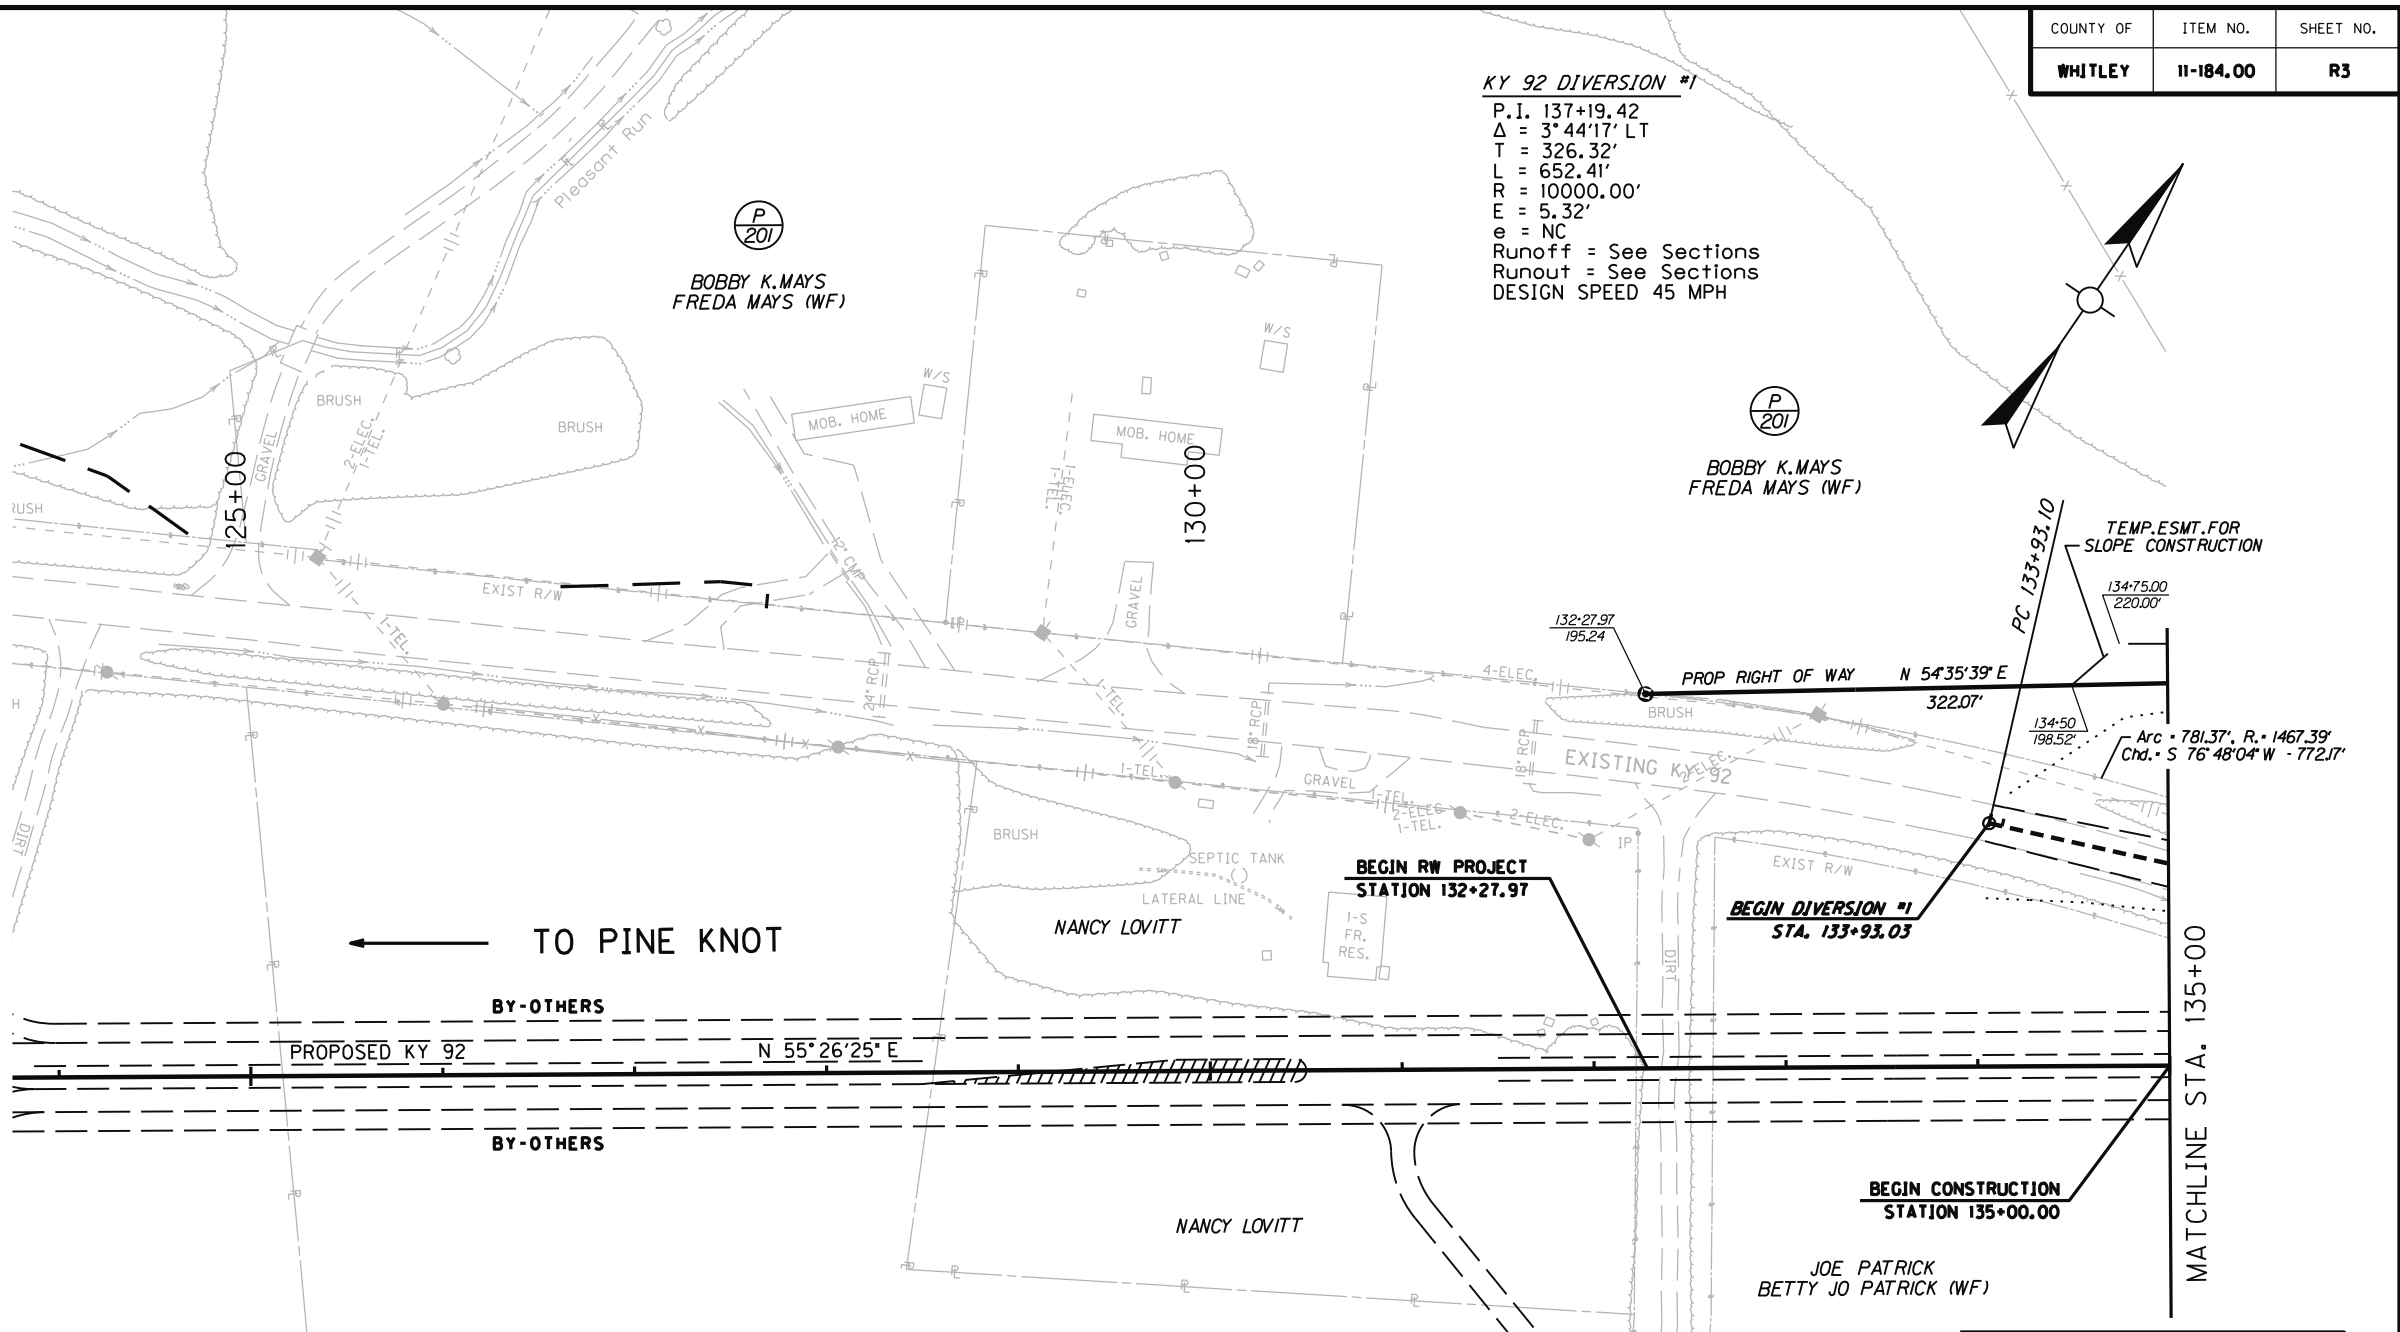 COUNTY OF
ITEM NO.
SHEET NO.
WHITLEY
11-184.00
R3
KY 92 DIVERSION #1
P.I. 137+19.42
Δ = 3°44'17' LT
T = 326.32'
L = 652.41'
R = 10000.00'
E = 5.32'
e = NC
Runoff = See Sections
Runout = See Sections
DESIGN SPEED 45 MPH
Pleasant Run
P
201
BOBBY K.MAYS
FREDA MAYS (WF)
W/S
W/S
MOB. HOME
MOB. HOME
P
201
BOBBY K.MAYS
FREDA MAYS (WF)
BRUSH
BRUSH
GRAVEL
2-ELEC.
1-TEL.
125+00
130+00
1-ELEC.
1-TEL.
RUSH
EXIST R/W
12" CMP
GRAVEL
1-TEL.
24" RCP
1-TEL.
18" RCP
4-ELEC.
132+27.97
195.24
PROP RIGHT OF WAY
N 54°35'39" E
322.07'
PC 133+93.10
TEMP.ESMT.FOR
SLOPE CONSTRUCTION
134+75.00
220.00'
134+50
198.52'
Arc = 781.37', R.= 1467.39'
Chd.= S 76°48'04" W - 772.17'
BRUSH
18" RCP
EXISTING KY 92
2-ELEC.
H
DIRT
1-TEL.
GRAVEL
1-TEL.
2-ELEC
1-TEL.
2-ELEC.
IP
IP
BRUSH
SEPTIC TANK
LATERAL LINE
1-S
FR.
RES.
EXIST R/W
DIRT
BEGIN RW PROJECT
STATION 132+27.97
BEGIN DIVERSION #1
STA. 133+93.03
NANCY LOVITT
TO PINE KNOT
BY-OTHERS
PROPOSED KY 92
N 55°26'25" E
BY-OTHERS
MATCHLINE STA. 135+00
BEGIN CONSTRUCTION
STATION 135+00.00
NANCY LOVITT
JOE PATRICK
BETTY JO PATRICK (WF)